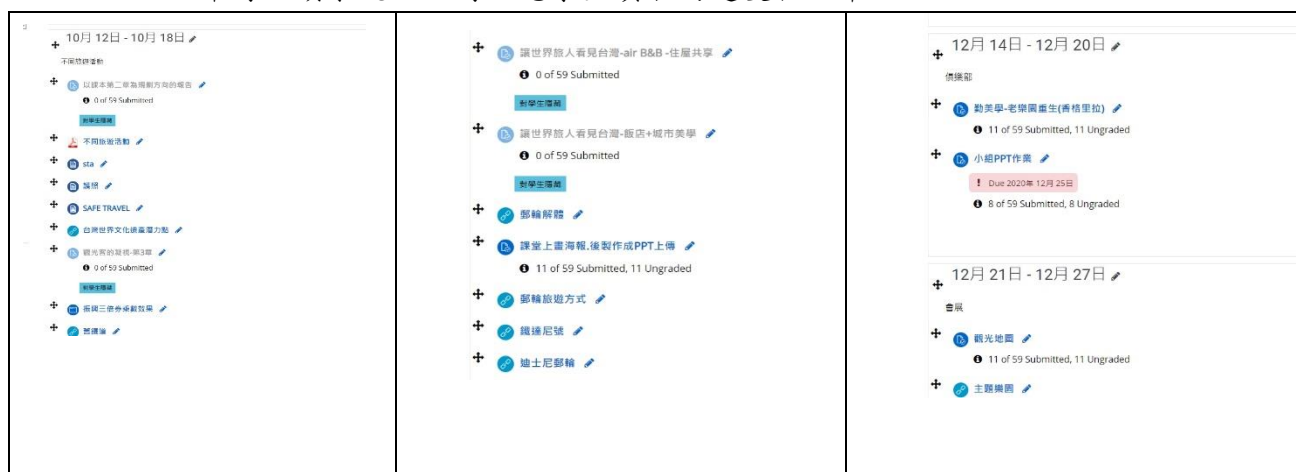 10月 12日 - 10月 18日
不同旅遊活動
以課本第二章為規劃方向的報告
0 of 59 Submitted
對學生隱藏
不同旅遊活動
sta
護照
SAFE TRAVEL
台灣世界文化遺產潛力點
觀光客的凝視-第3章
0 of 59 Submitted
對學生隱藏
振興三倍券乘數效果
苦槝
讓世界旅人看見台灣-air B&B -住屋共享
0 of 59 Submitted
對學生隱藏
讓世界旅人看見台灣-飯店+城市美學
0 of 59 Submitted
對學生隱藏
郵輪解體
課堂上畫海報,後製作成PPT上傳
11 of 59 Submitted, 11 Ungraded
郵輪旅遊方式
鐵達尼號
迪士尼郵輪
12月 14日 - 12月 20日
俱樂部
勤美學-老樂園重生(香格里拉)
11 of 59 Submitted, 11 Ungraded
小組PPT作業
! Due 2020年 12月 25日
8 of 59 Submitted, 8 Ungraded
12月 21日 - 12月 27日
會展
觀光地圖
11 of 59 Submitted, 11 Ungraded
主題樂園